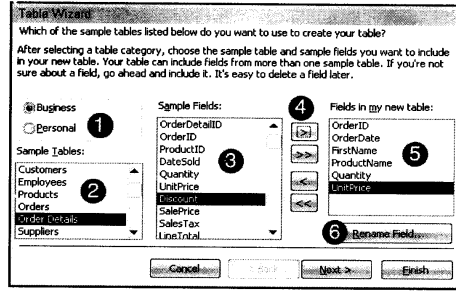 Table Wizard
Which of the sample tables listed below do you want to use to create your table?
After selecting a table category, choose the sample table and sample fields you want to include
in your new table. Your table can include fields from more than one sample table. If you're not
sure about a field, go ahead and include it. It's easy to delete a field later.
Business
Personal
1
Sample Tables:
Customers
Employees
Products
Orders
Order Details
Suppliers
2
Sample Fields:
OrderDetailID
OrderID
ProductID
DateSold
Quantity
UnitPrice
Discount
SalePrice
SalesTax
LineTotal
3
4
>
>>
<
<<
Fields in my new table:
OrderID
OrderDate
FirstName
ProductName
Quantity
UnitPrice
5
6
Rename Field...
Cancel
< Back
Next >
Finish